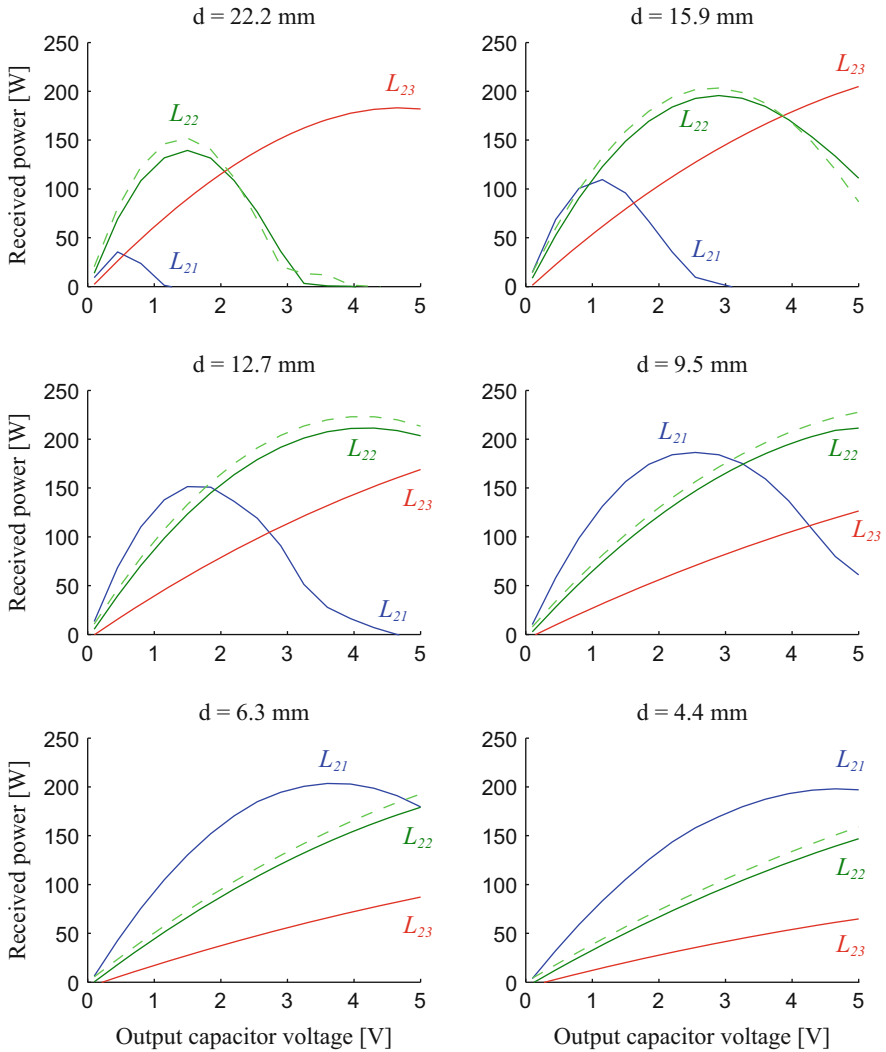 d = 22.2 mm
d = 15.9 mm
Received power [W]
250
200
150
100
50
0
0 1 2 3 4 5
L23
L22
L21
250
200
150
100
50
0
0 1 2 3 4 5
L23
L22
L21
d = 12.7 mm
d = 9.5 mm
Received power [W]
250
200
150
100
50
0
0 1 2 3 4 5
L22
L23
L21
250
200
150
100
50
0
0 1 2 3 4 5
L21
L22
L23
d = 6.3 mm
d = 4.4 mm
Received power [W]
250
200
150
100
50
0
0 1 2 3 4 5
L21
L22
L23
250
200
150
100
50
0
0 1 2 3 4 5
L21
L22
L23
Output capacitor voltage [V]
Output capacitor voltage [V]